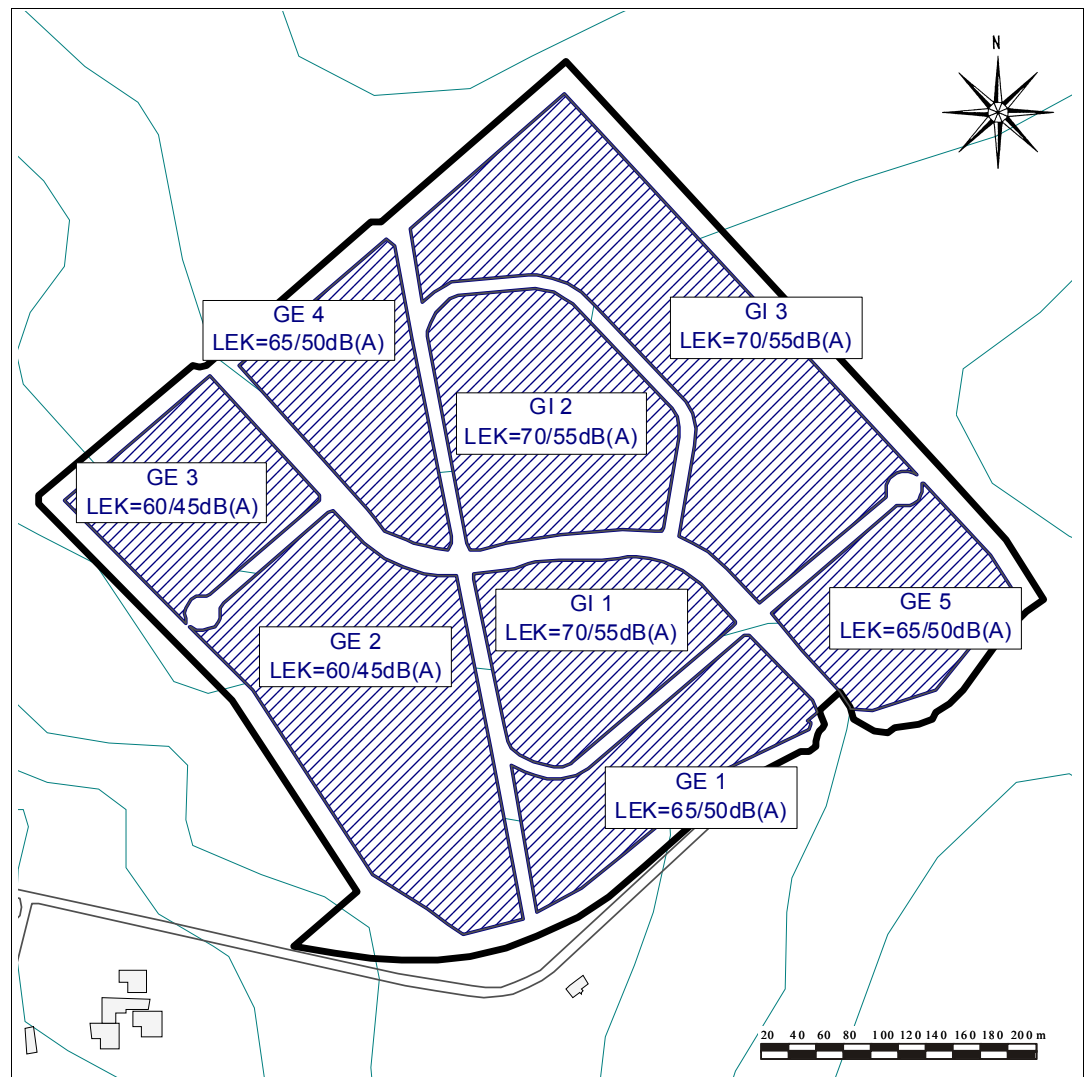 N
GE 4
LEK=65/50dB(A)
GI 3
LEK=70/55dB(A)
GI 2
LEK=70/55dB(A)
GE 3
LEK=60/45dB(A)
GE 2
LEK=60/45dB(A)
GI 1
LEK=70/55dB(A)
GE 5
LEK=65/50dB(A)
GE 1
LEK=65/50dB(A)
20 40 60 80 100 120 140 160 180 200 m